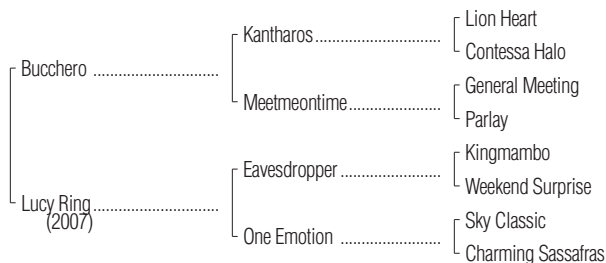 Lion Heart
Kantharos
Contessa Halo
Bucchero
General Meeting
Meetmeontime
Parlay
Kingmambo
Eavesdropper
Weekend Surprise
Lucy Ring
(2007)
Sky Classic
One Emotion
Charming Sassafras